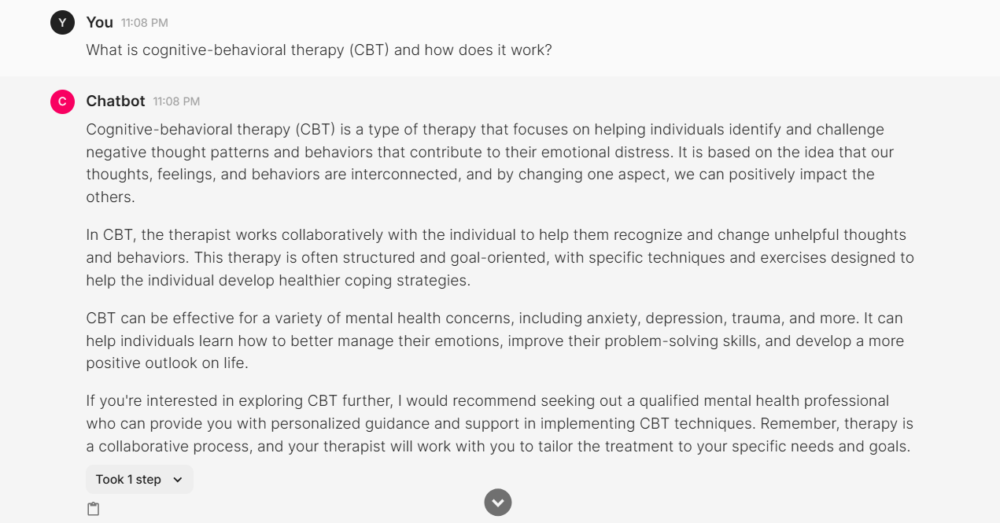 Y
You 11:08 PM
What is cognitive-behavioral therapy (CBT) and how does it work?
C
Chatbot 11:08 PM
Cognitive-behavioral therapy (CBT) is a type of therapy that focuses on helping individuals identify and challenge
negative thought patterns and behaviors that contribute to their emotional distress. It is based on the idea that our
thoughts, feelings, and behaviors are interconnected, and by changing one aspect, we can positively impact the
others.
In CBT, the therapist works collaboratively with the individual to help them recognize and change unhelpful thoughts
and behaviors. This therapy is often structured and goal-oriented, with specific techniques and exercises designed to
help the individual develop healthier coping strategies.
CBT can be effective for a variety of mental health concerns, including anxiety, depression, trauma, and more. It can
help individuals learn how to better manage their emotions, improve their problem-solving skills, and develop a more
positive outlook on life.
If you're interested in exploring CBT further, I would recommend seeking out a qualified mental health professional
who can provide you with personalized guidance and support in implementing CBT techniques. Remember, therapy is
a collaborative process, and your therapist will work with you to tailor the treatment to your specific needs and goals.
Took 1 step